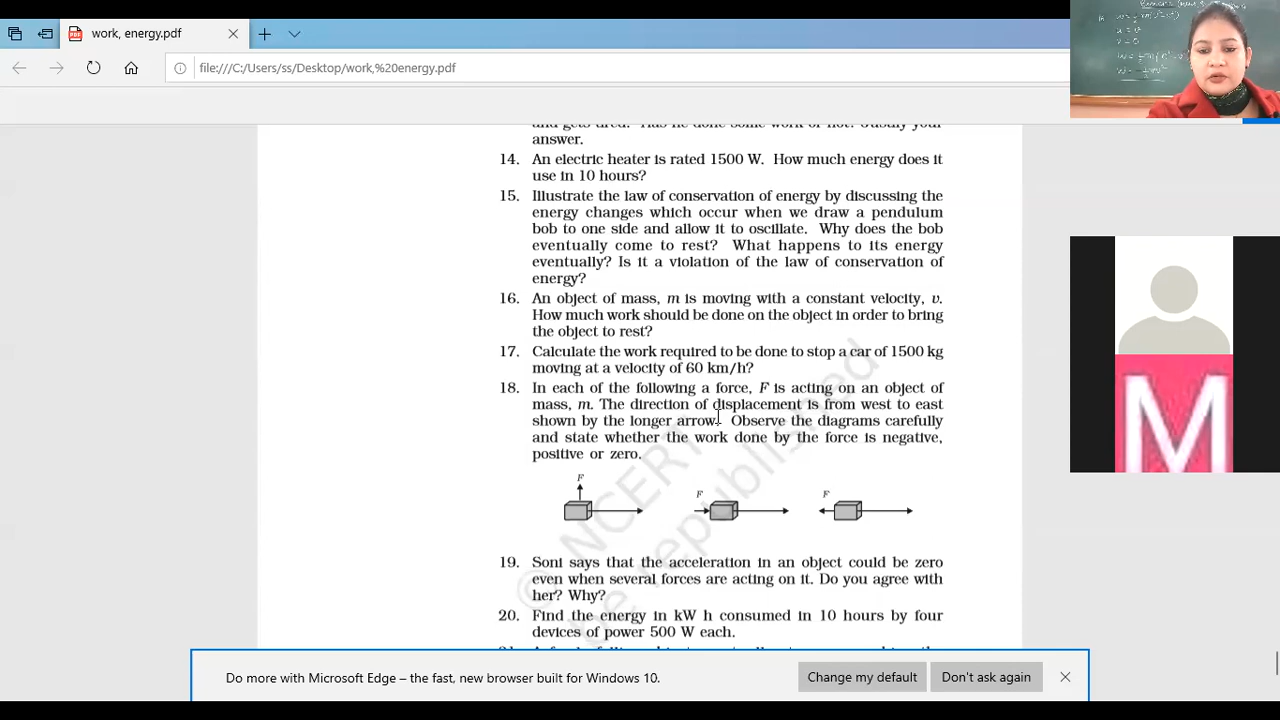 work, energy.pdf
file:///C:/Users/ss/Desktop/work,%20energy.pdf
answer.
14. An electric heater is rated 1500 W. How much energy does it
use in 10 hours?
15. Illustrate the law of conservation of energy by discussing the
energy changes which occur when we draw a pendulum
bob to one side and allow it to oscillate. Why does the bob
eventually come to rest? What happens to its energy
eventually? Is it a violation of the law of conservation of
energy?
16. An object of mass, m is moving with a constant velocity, v.
How much work should be done on the object in order to bring
the object to rest?
17. Calculate the work required to be done to stop a car of 1500 kg
moving at a velocity of 60 km/h?
18. In each of the following a force, F is acting on an object of
mass, m. The direction of displacement is from west to east
shown by the longer arrow. Observe the diagrams carefully
and state whether the work done by the force is negative,
positive or zero.
F
F
F
19. Soni says that the acceleration in an object could be zero
even when several forces are acting on it. Do you agree with
her? Why?
20. Find the energy in kW h consumed in 10 hours by four
devices of power 500 W each.
© NCERT
be republished
Do more with Microsoft Edge – the fast, new browser built for Windows 10.
Change my default
Don't ask again
M